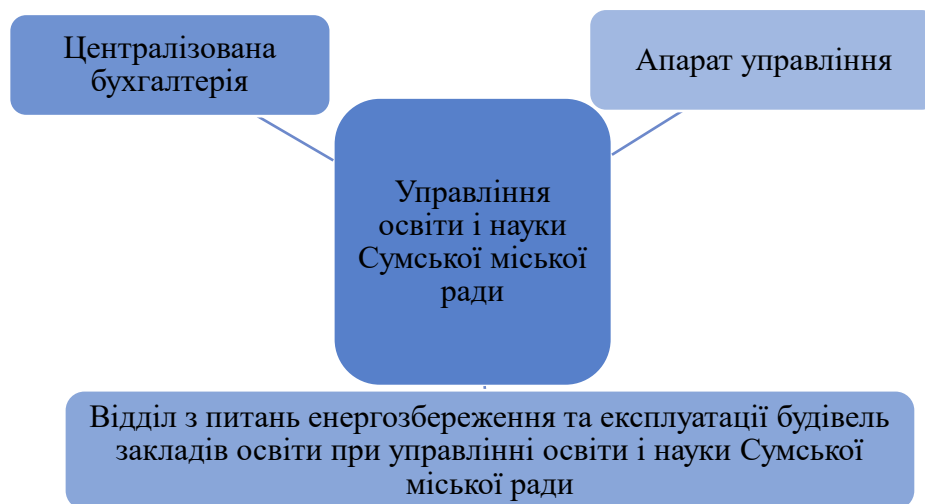 Централізована
бухгалтерія
Апарат управління
Управління
освіти і науки
Сумської міської
ради
Відділ з питань енергозбереження та експлуатації будівель
закладів освіти при управлінні освіти і науки Сумської
міської ради